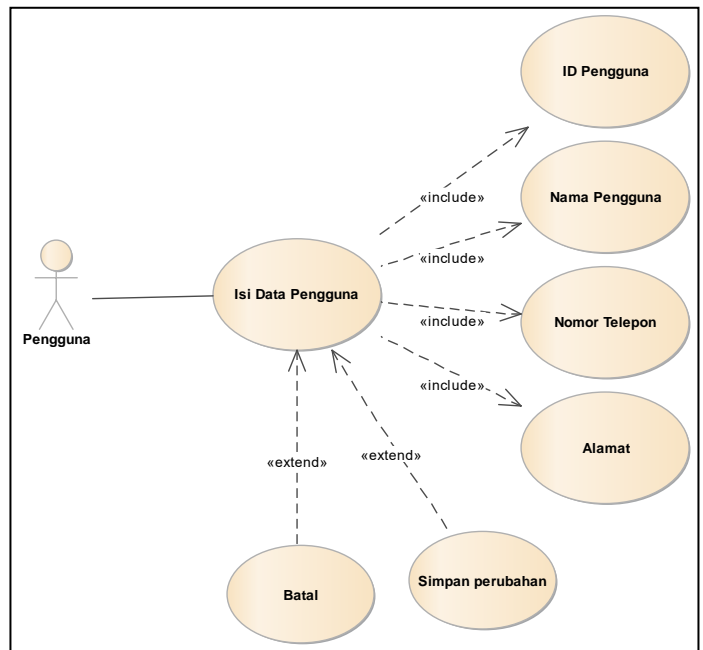 ID Pengguna
«include»
Nama Pengguna
«include»
Isi Data Pengguna
Nomor Telepon
«include»
Pengguna
«include»
Alamat
«extend»
«extend»
Simpan perubahan
Batal